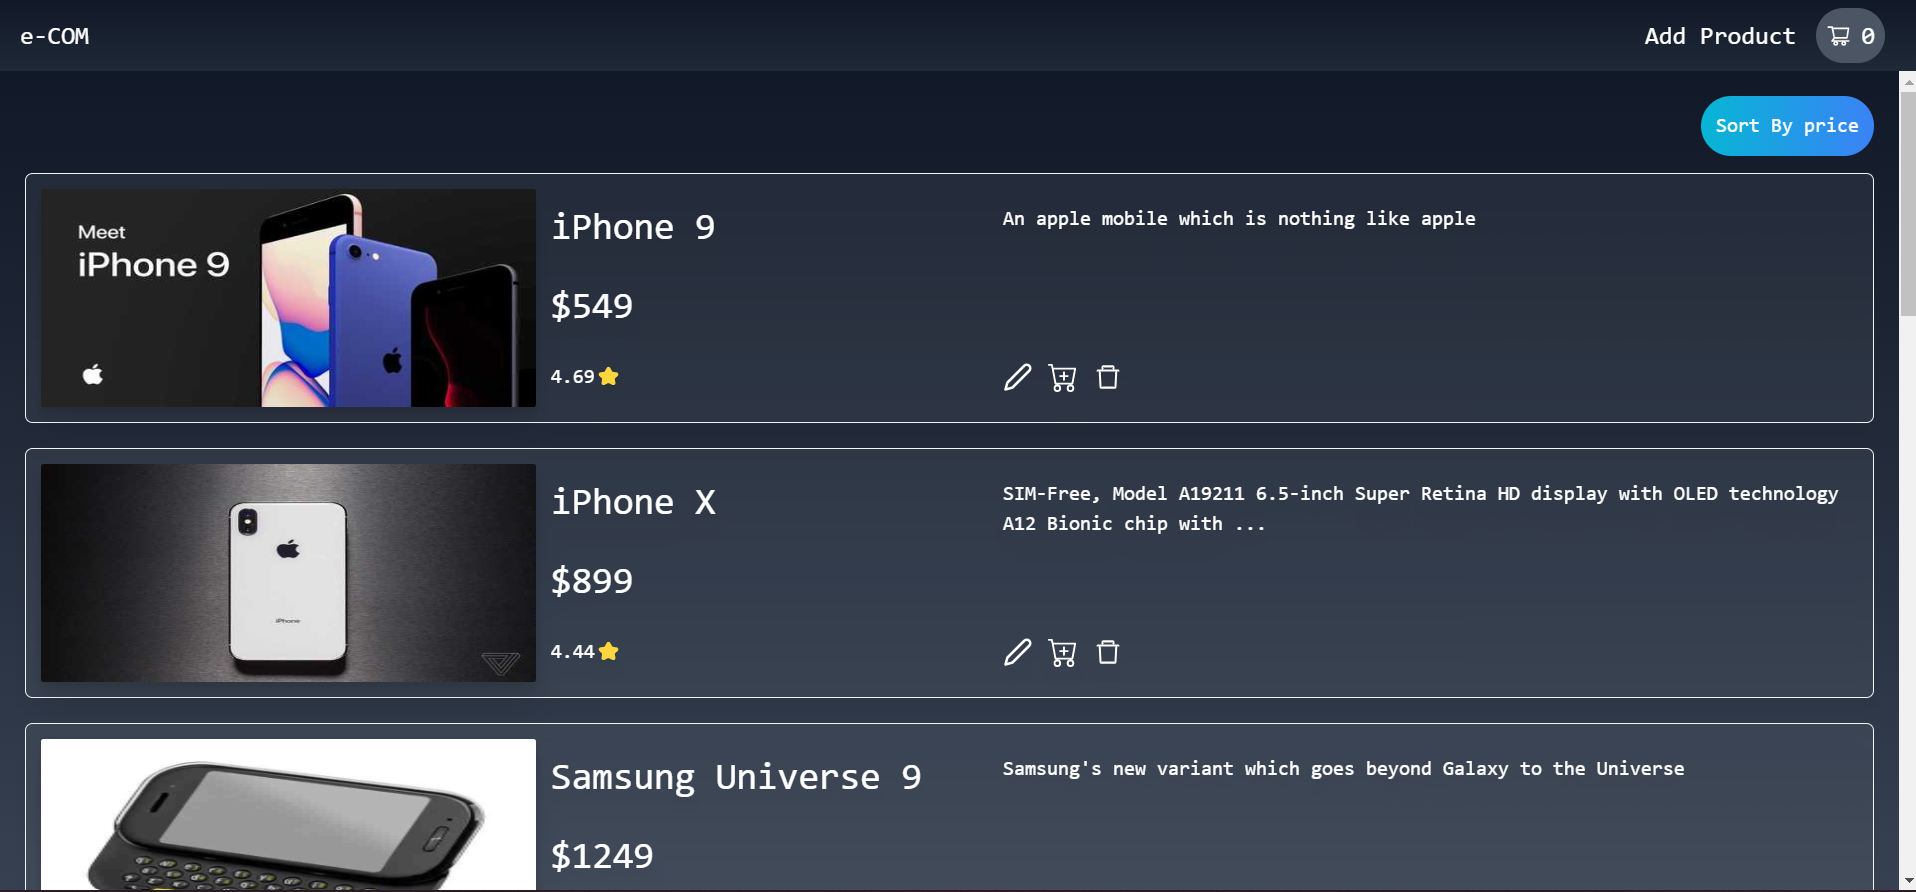 e-COM
Add Product
0
Sort By price
Meet
iPhone 9
iPhone 9
An apple mobile which is nothing like apple
$549
4.69
iPhone
iPhone X
SIM-Free, Model A19211 6.5-inch Super Retina HD display with OLED technology
A12 Bionic chip with ...
$899
4.44
Samsung Universe 9
Samsung's new variant which goes beyond Galaxy to the Universe
$1249